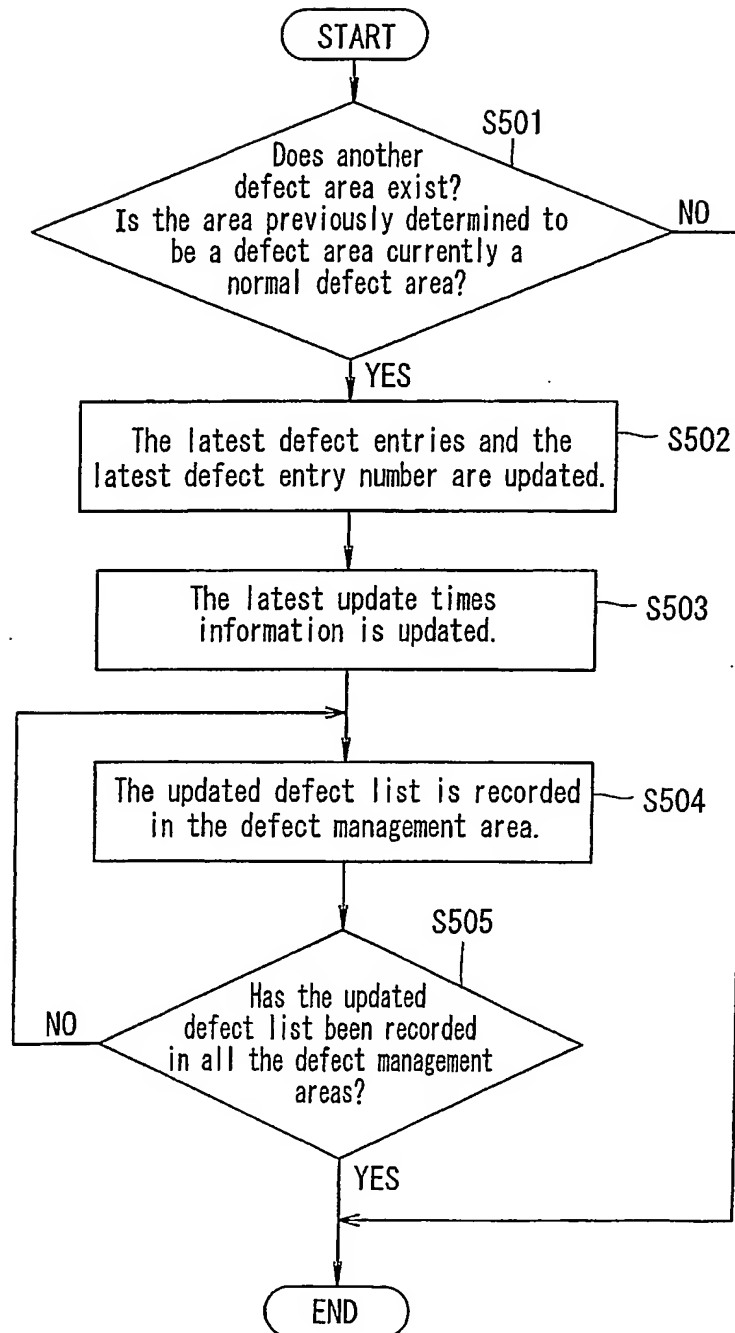 START
S501
Does another
defect area exist?
Is the area previously determined to
be a defect area currently a
normal defect area?
NO
YES
The latest defect entries and the
latest defect entry number are updated.
S502
The latest update times
information is updated.
S503
The updated defect list is recorded
in the defect management area.
S504
S505
Has the updated
defect list been recorded
in all the defect management
areas?
NO
YES
END